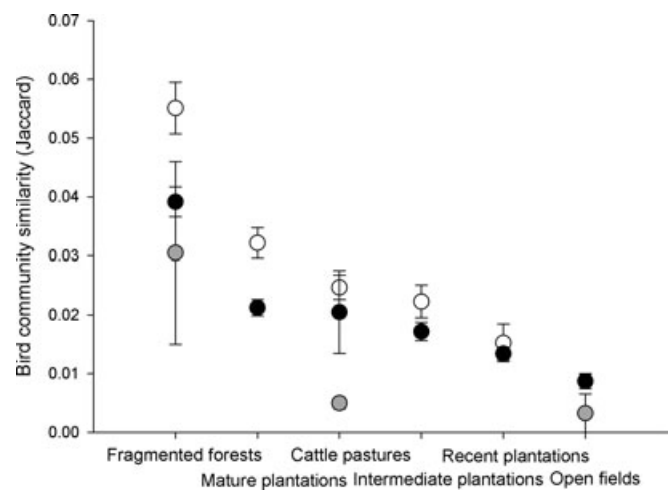 0.07
0.06
0.05
0.04
0.03
0.02
0.01
0.00
Bird community similarity (Jaccard)
Fragmented forests Cattle pastures Recent plantations
Mature plantations Intermediate plantations Open fields